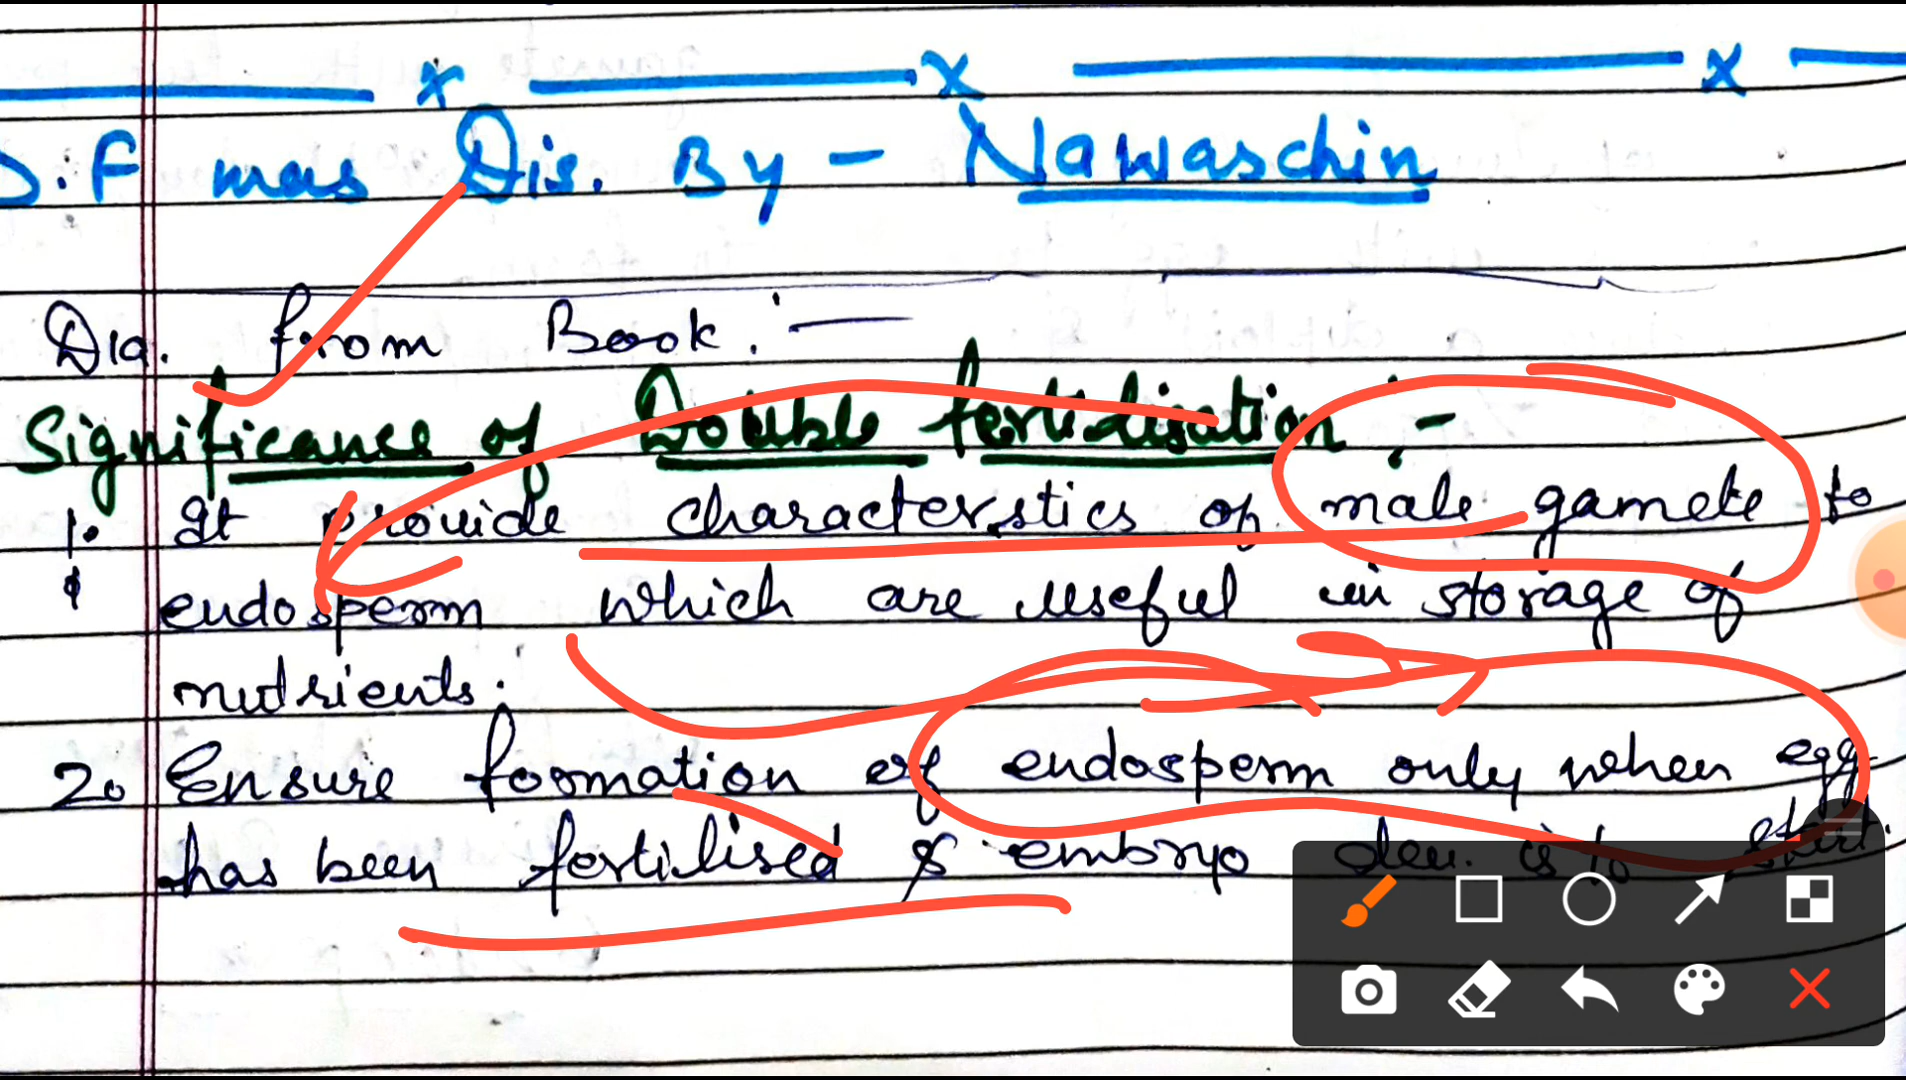 D.F mas Dis. By - Nawaschin
Dia. from Book :-
Significance of Double fertilization :-
1. It provide characterstics of male gamete to
endosperm which are useful in storage of
nutrients.
2. Ensure formation of endosperm only when egg
has been fertilised & embryo dev. is to start.